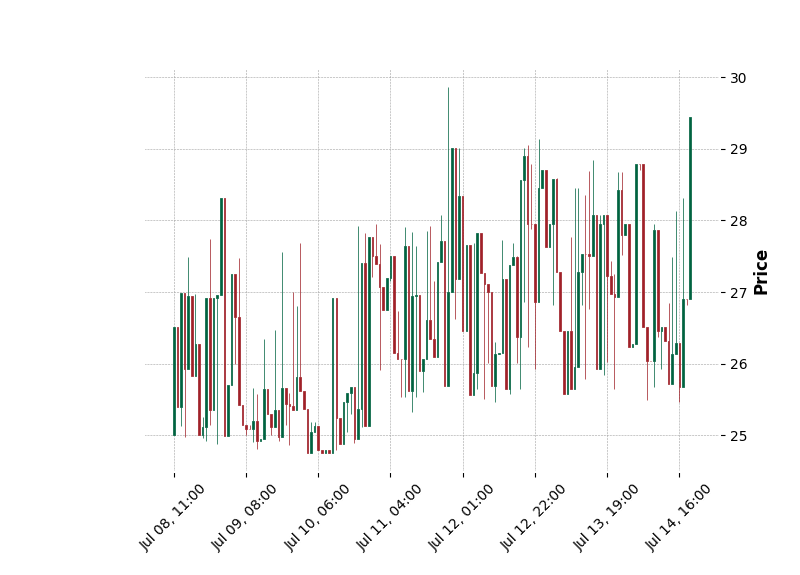 30
29
28
27
26
25
Price
Jul 08, 11:00
Jul 09, 08:00
Jul 10, 06:00
Jul 11, 04:00
Jul 12, 01:00
Jul 12, 22:00
Jul 13, 19:00
Jul 14, 16:00